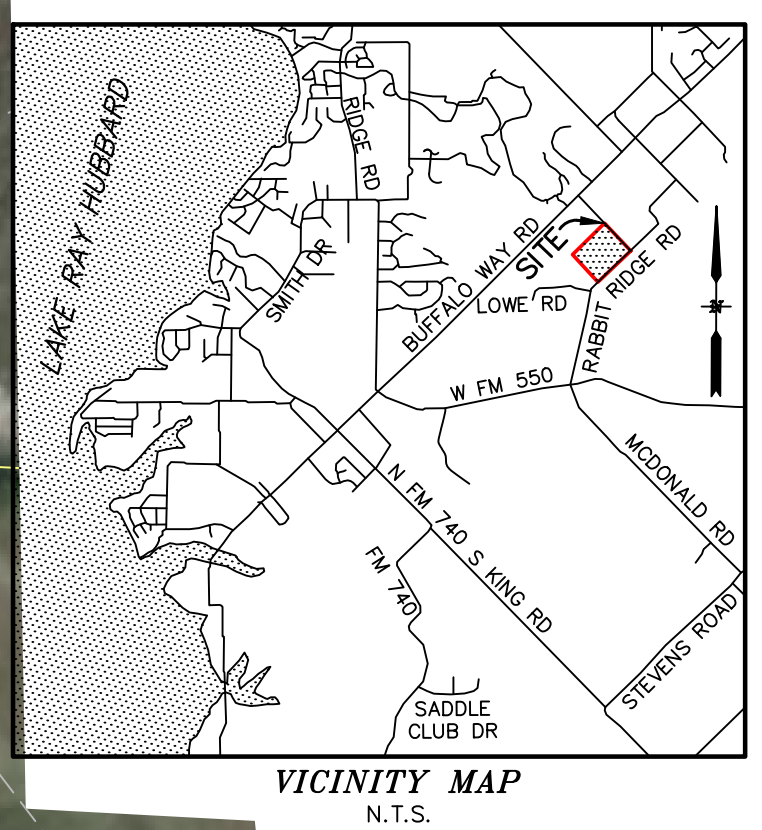 LAKE RAY HUBBARD
RIDGE RD
SMITH DR
BUFFALO WAY RD
SITE
LOWE RD
RABBIT RIDGE RD
N
W FM 550
MCDONALD RD
N FM 740 S KING RD
FM 740
STEVENS ROAD
SADDLE
CLUB DR
VICINITY MAP
N.T.S.